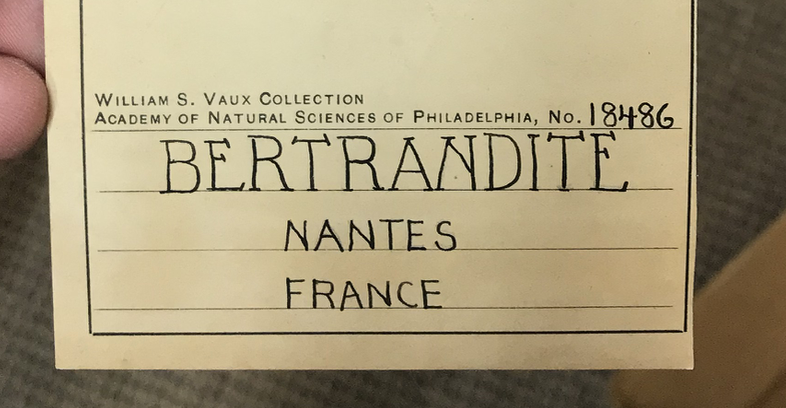 William S. Vaux Collection
Academy of Natural Sciences of Philadelphia, No. 18486
BERTRANDITE
NANTES
FRANCE